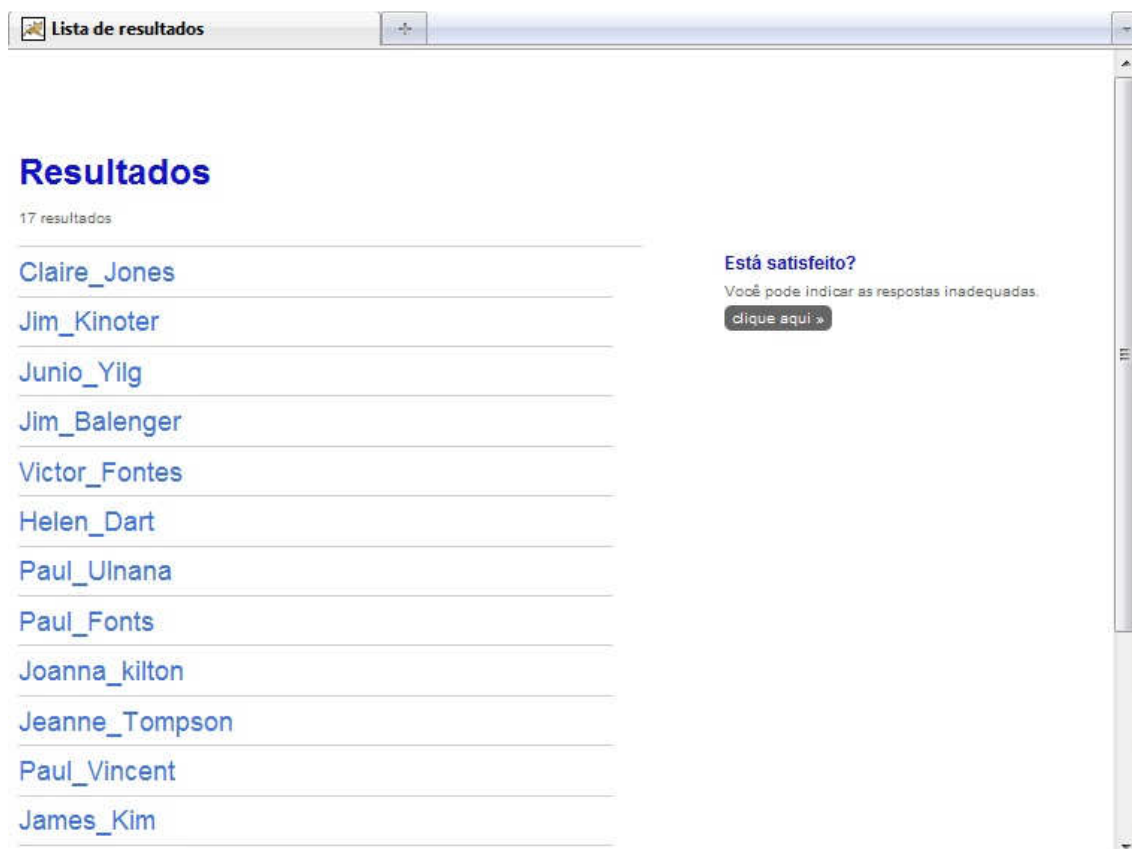 Lista de resultados
Resultados
17 resultados
Claire_Jones
Jim_Kinoter
Junio_Yilg
Jim_Balenger
Victor_Fontes
Helen_Dart
Paul_Ulnana
Paul_Fonts
Joanna_kilton
Jeanne_Tompson
Paul_Vincent
James_Kim
Está satisfeito?
Você pode indicar as respostas inadequadas.
clique aqui »